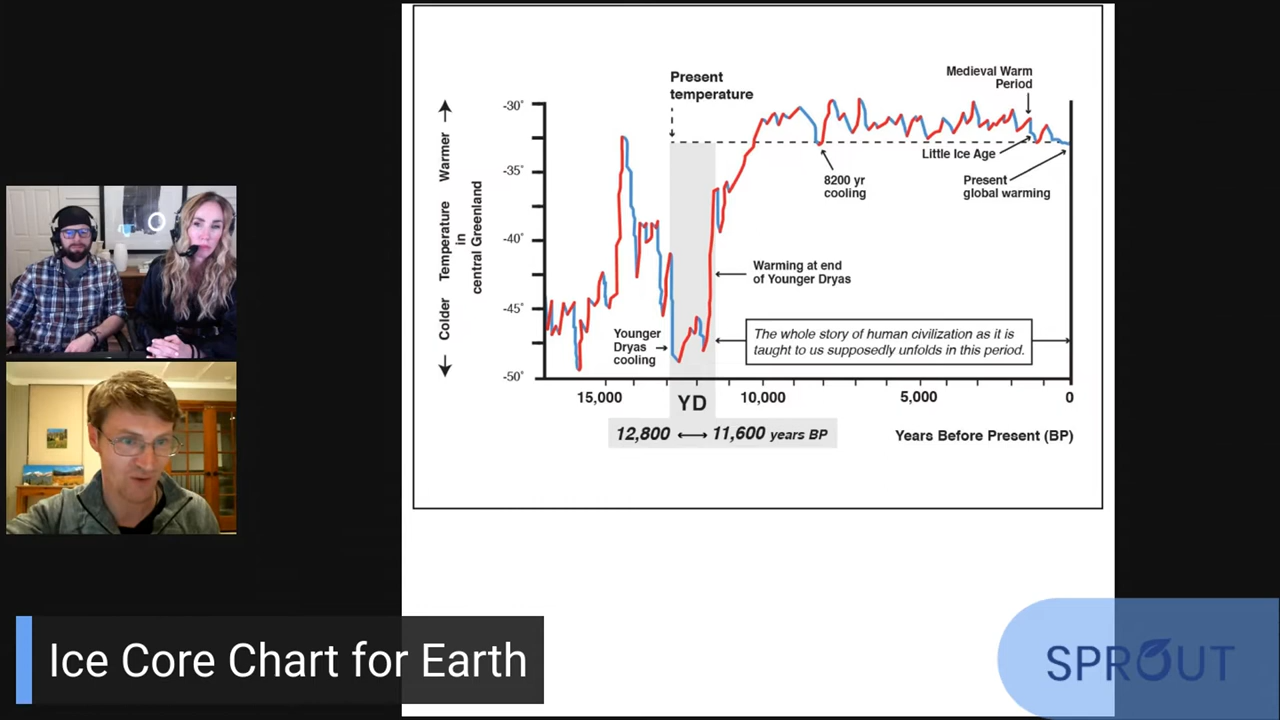 Present
temperature
Medieval Warm
Period
-30°
-35°
-40°
-45°
-50°
Colder Temperature Warmer
in
central Greenland
8200 yr
cooling
Little Ice Age
Present
global warming
Warming at end
of Younger Dryas
Younger
Dryas
cooling
The whole story of human civilization as it is
taught to us supposedly unfolds in this period.
15,000
YD
10,000
5,000
0
12,800 ⟷ 11,600 years BP
Years Before Present (BP)
Ice Core Chart for Earth
SPROUT